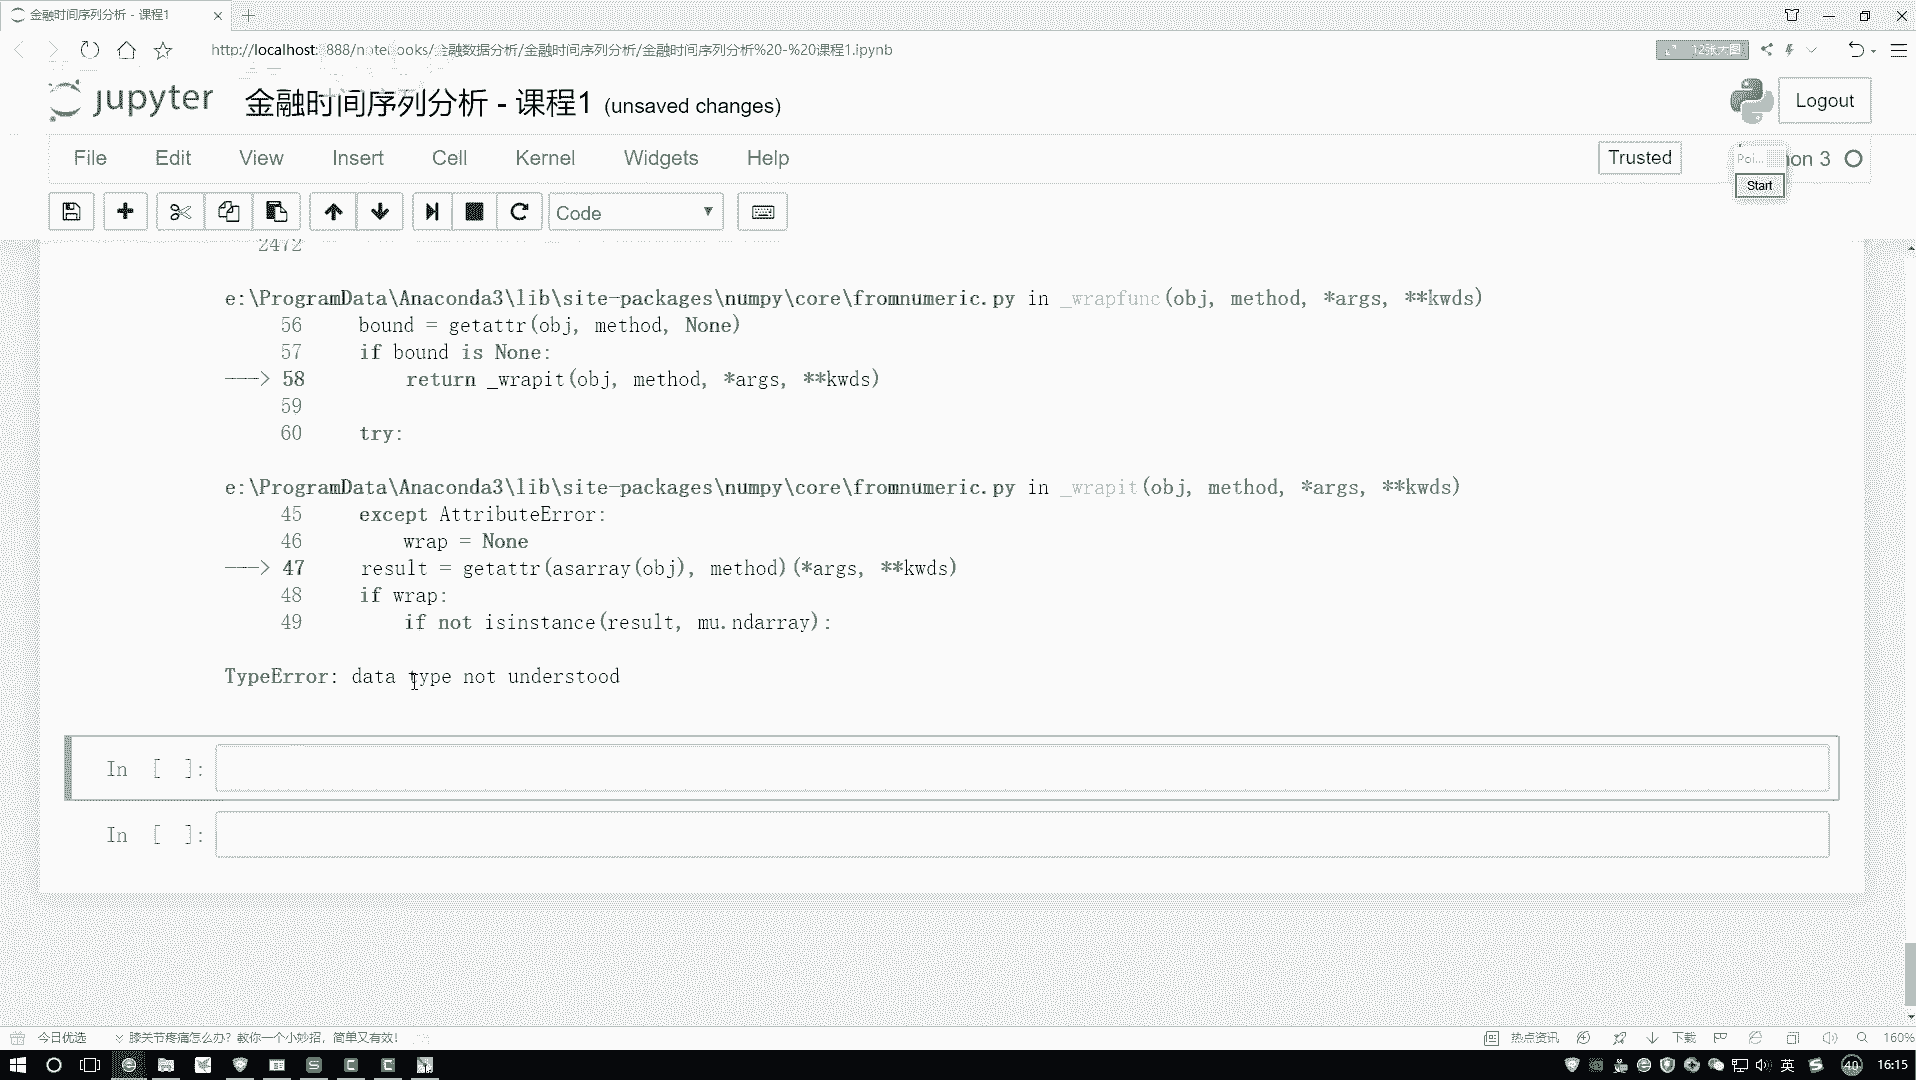 金融时间序列分析 - 课程1
http://localhost:8888/notebooks/金融数据分析/金融时间序列分析/金融时间序列分析%20-%20课程1.ipynb
12张大图
jupyter 金融时间序列分析 - 课程1 (unsaved changes)
Logout
File Edit View Insert Cell Kernel Widgets Help
Trusted
Poi... hon 3
Start
Code
2472
e:\ProgramData\Anaconda3\lib\site-packages\numpy\core\fromnumeric.py in _wrapfunc(obj, method, *args, **kwds)
56 bound = getattr(obj, method, None)
57 if bound is None:
---> 58 return _wrapit(obj, method, *args, **kwds)
59
60 try:
e:\ProgramData\Anaconda3\lib\site-packages\numpy\core\fromnumeric.py in _wrapit(obj, method, *args, **kwds)
45 except AttributeError:
46 wrap = None
---> 47 result = getattr(asarray(obj), method)(*args, **kwds)
48 if wrap:
49 if not isinstance(result, mu.ndarray):
TypeError: data type not understood
In [ ]:
In [ ]:
今日优选 膝关节疼痛怎么办? 教你一个小妙招，简单又有效! 热点资讯 下载 160%
英 40 16:15